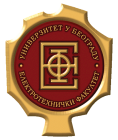 УНИВЕРЗИТЕТ У БЕОГРАДУ
ЕЛЕКТРОТЕХНИЧКИ ФАКУЛТЕТ